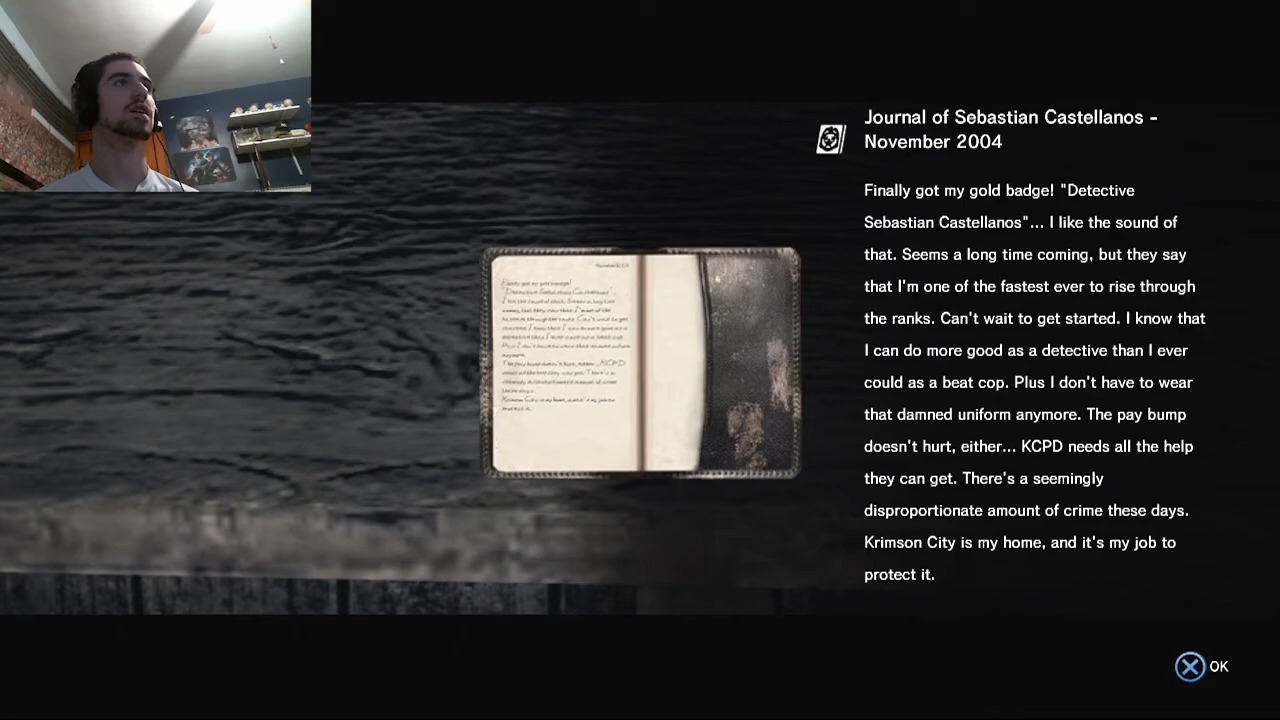 Journal of Sebastian Castellanos -
November 2004
Finally got my gold badge! "Detective
Sebastian Castellanos"... I like the sound of
that. Seems a long time coming, but they say
that I'm one of the fastest ever to rise through
the ranks. Can't wait to get started. I know that
I can do more good as a detective than I ever
could as a beat cop. Plus I don't have to wear
that damned uniform anymore. The pay bump
doesn't hurt, either... KCPD needs all the help
they can get. There's a seemingly
disproportionate amount of crime these days.
Krimson City is my home, and it's my job to
protect it.
OK